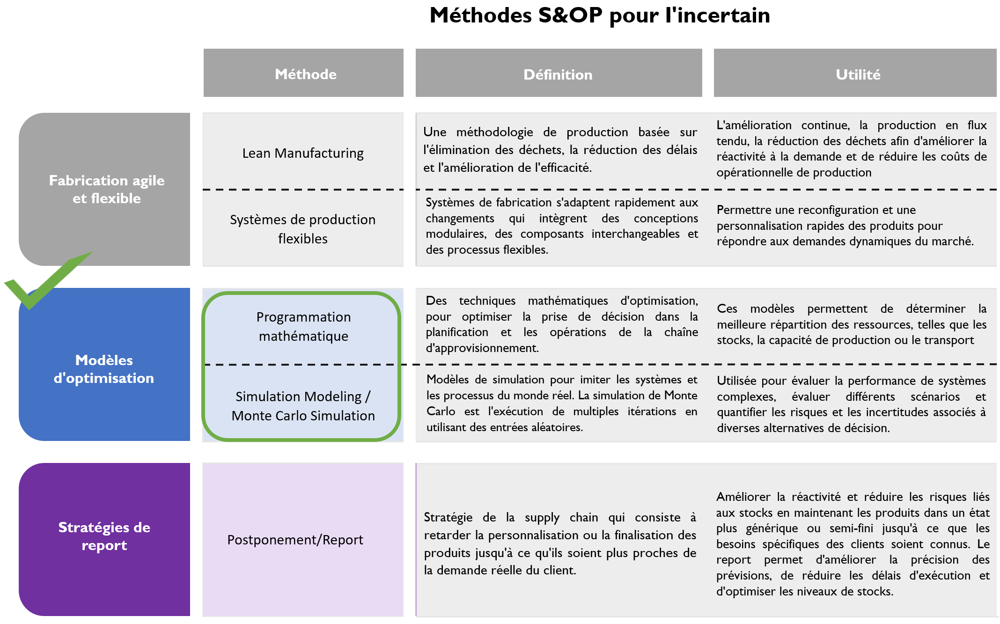 Méthodes S&OP pour l'incertain
Méthode
Définition
Utilité
Fabrication agile
et flexible
Lean Manufacturing
Une méthodologie de production basée sur
l'élimination des déchets, la réduction des délais
et l'amélioration de l'efficacité.
L'amélioration continue, la production en flux
tendu, la réduction des déchets afin d'améliorer la
réactivité à la demande et de réduire les coûts de
opérationnelle de production
Systèmes de production
flexibles
Systèmes de fabrication s'adaptent rapidement aux
changements qui intègrent des conceptions
modulaires, des composants interchangeables et
des processus flexibles.
Permettre une reconfiguration et une
personnalisation rapides des produits pour
répondre aux demandes dynamiques du marché.
Modèles
d'optimisation
Programmation
mathématique
Des techniques mathématiques d'optimisation,
pour optimiser la prise de décision dans la
planification et les opérations de la chaîne
d'approvisionnement.
Ces modèles permettent de déterminer la
meilleure répartition des ressources, telles que les
stocks, la capacité de production ou le transport
Simulation Modeling /
Monte Carlo Simulation
Modèles de simulation pour imiter les systèmes et
les processus du monde réel. La simulation de Monte
Carlo est l'exécution de multiples itérations en
utilisant des entrées aléatoires.
Utilisée pour évaluer la performance de systèmes
complexes, évaluer différents scénarios et
quantifier les risques et les incertitudes associés à
diverses alternatives de décision.
Stratégies de
report
Postponement/Report
Stratégie de la supply chain qui consiste à
retarder la personnalisation ou la finalisation des
produits jusqu'à ce qu'ils soient plus proches de
la demande réelle du client.
Améliorer la réactivité et réduire les risques liés
aux stocks en maintenant les produits dans un état
plus générique ou semi-fini jusqu'à ce que les
besoins spécifiques des clients soient connus. Le
report permet d'améliorer la précision des
prévisions, de réduire les délais d'exécution et
d'optimiser les niveaux de stocks.